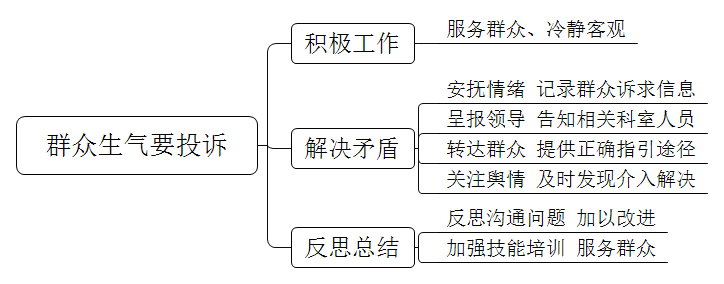 群众生气要投诉
积极工作
服务群众、冷静客观
解决矛盾
安抚情绪 记录群众诉求信息
呈报领导 告知相关科室人员
转达群众 提供正确指引途径
关注舆情 及时发现介入解决
反思总结
反思沟通问题 加以改进
加强技能培训 服务群众